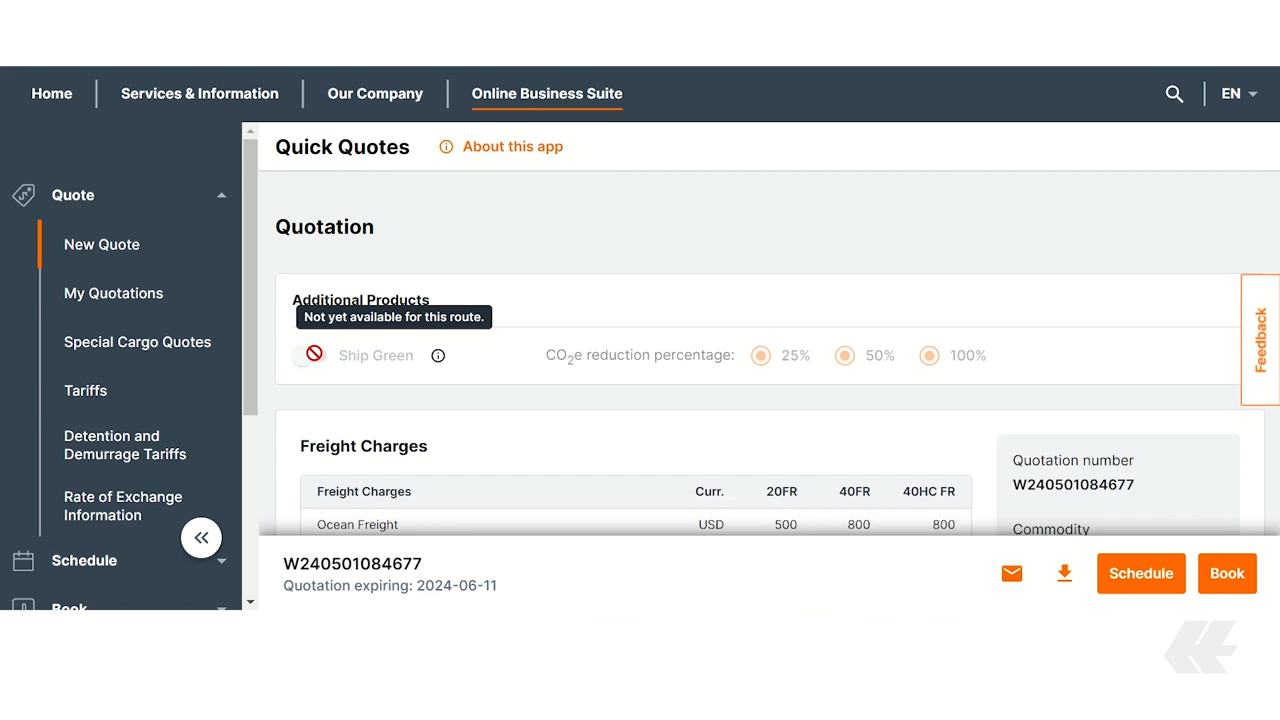 Home
Services & Information
Our Company
Online Business Suite
EN
Quick Quotes
About this app
Quote
New Quote
My Quotations
Special Cargo Quotes
Tariffs
Detention and
Demurrage Tariffs
Rate of Exchange
Information
Schedule
Book
Quotation
Additional Products
Not yet available for this route.
Ship Green
CO2e reduction percentage:
25%
50%
100%
Feedback
Freight Charges
Freight Charges Curr. 20FR 40FR 40HC FR
Ocean Freight USD 500 800 800
Quotation number
W240501084677
Commodity
W240501084677
Quotation expiring: 2024-06-11
Schedule
Book